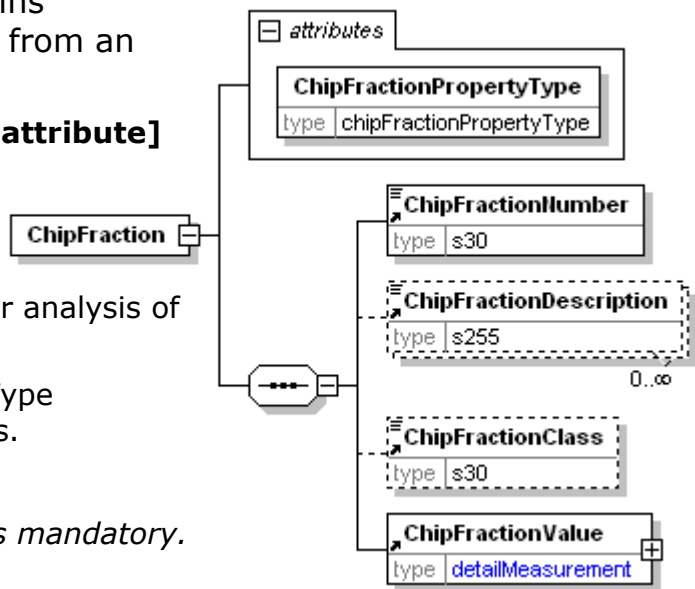 ins
from an
attribute]
r analysis of
ype
s.
s mandatory.
attributes
ChipFractionPropertyType
type chipFractionPropertyType
ChipFraction
ChipFractionNumber
type s30
ChipFractionDescription
type s255
0..∞
ChipFractionClass
type s30
ChipFractionValue
type detailMeasurement